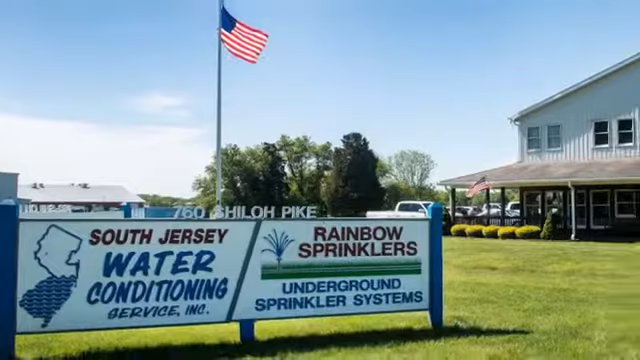 760 SHILOH PIKE
SOUTH JERSEY
WATER
CONDITIONING
SERVICE, INC.
RAINBOW
SPRINKLERS
UNDERGROUND
SPRINKLER SYSTEMS